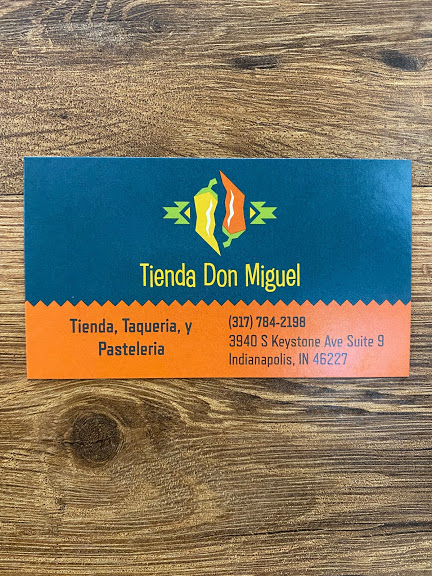 Tienda Don Miguel
Tienda, Taqueria, y
Pasteleria
(317) 784-2198
3940 S Keystone Ave Suite 9
Indianapolis, IN 46227